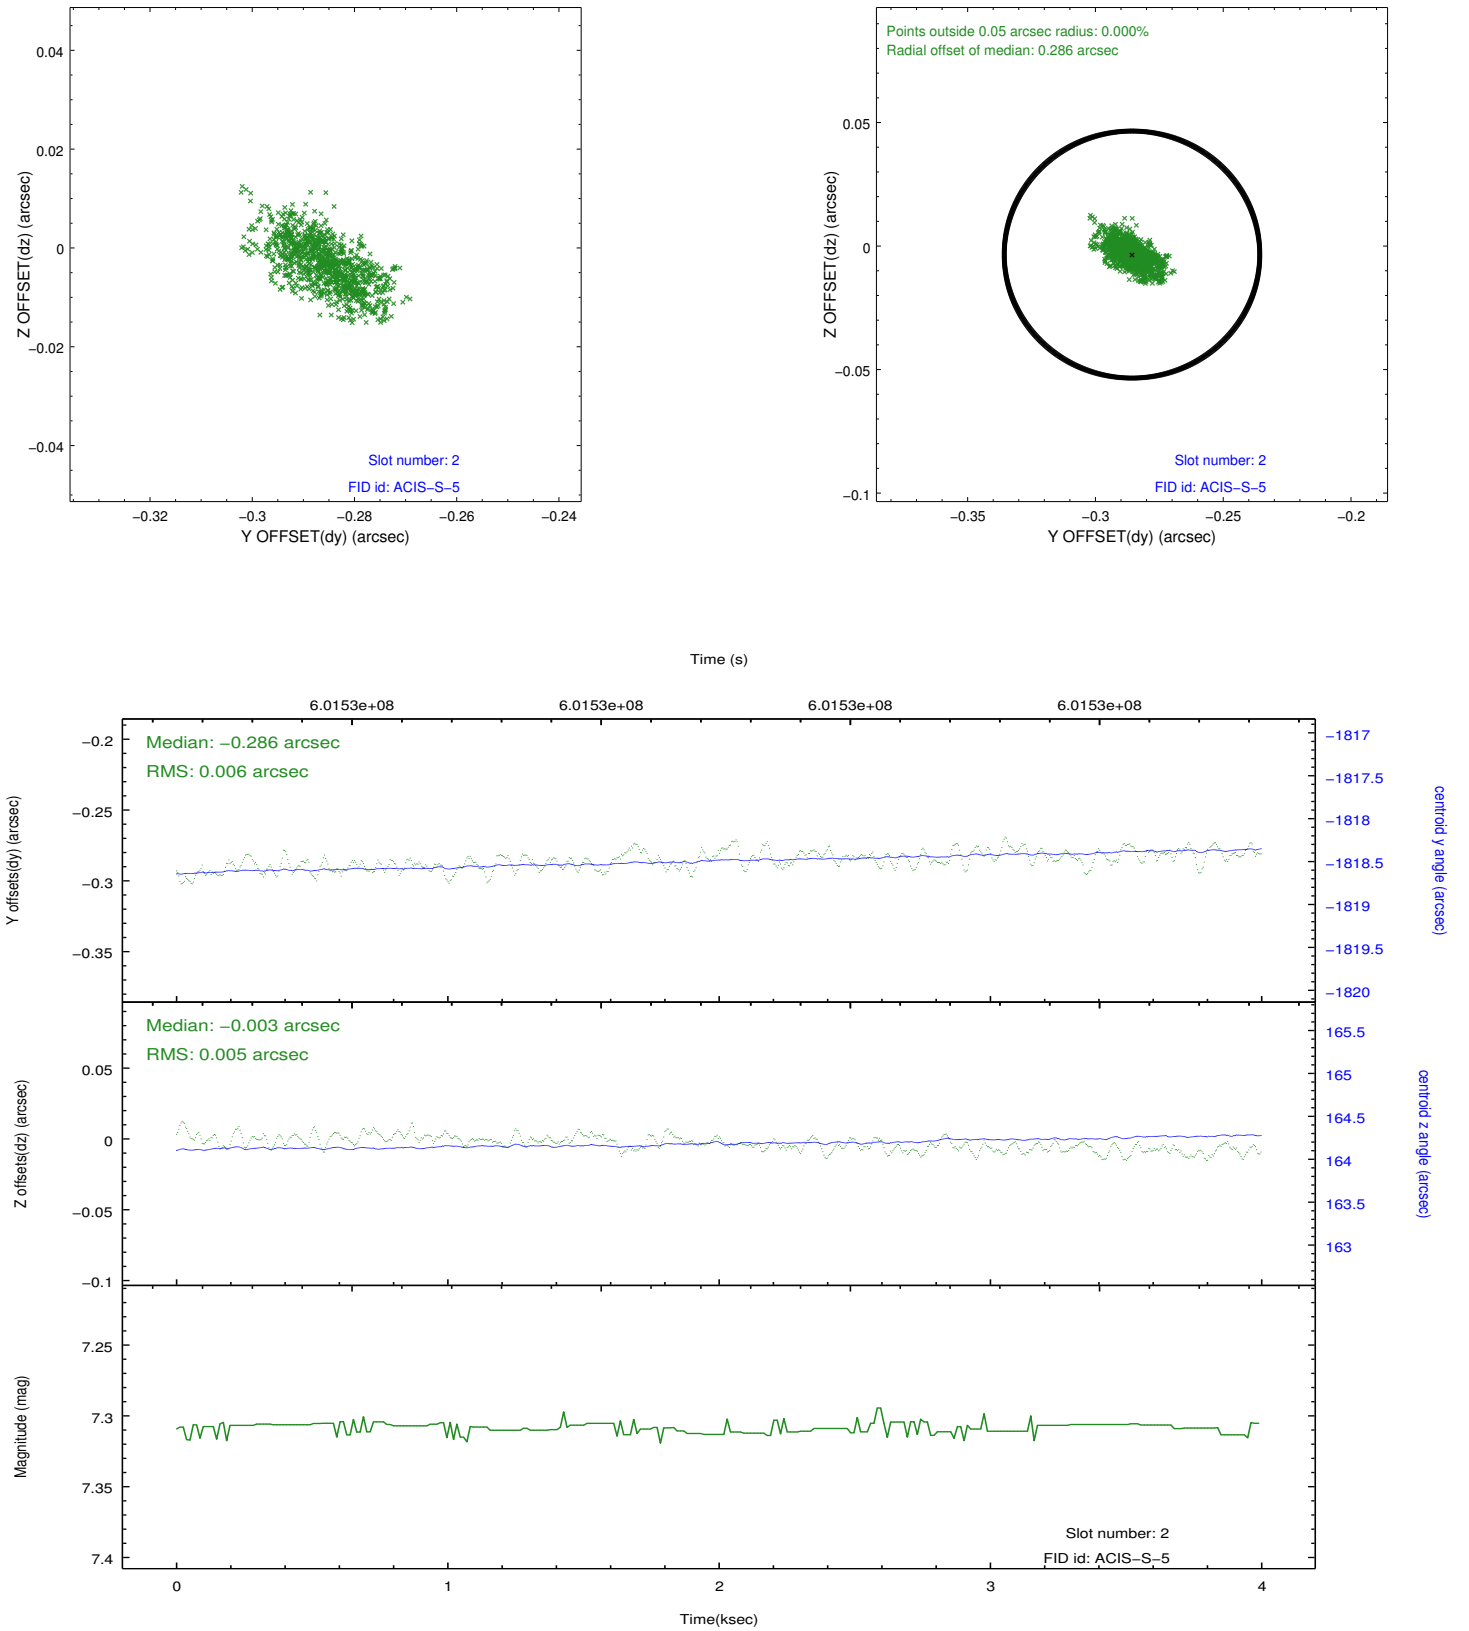 0.04
0.02
0
−0.02
−0.04
Z OFFSET(dz) (arcsec)
Slot number: 2
FID id: ACIS−S−5
−0.32
−0.3
−0.28
−0.26
−0.24
Y OFFSET(dy) (arcsec)
Points outside 0.05 arcsec radius: 0.000%
Radial offset of median: 0.286 arcsec
0.05
0
−0.05
−0.1
Z OFFSET(dz) (arcsec)
Slot number: 2
FID id: ACIS−S−5
−0.35
−0.3
−0.25
−0.2
Y OFFSET(dy) (arcsec)
Time (s)
6.0153e+08
6.0153e+08
6.0153e+08
6.0153e+08
Median: −0.286 arcsec
RMS: 0.006 arcsec
−0.2
−0.25
−0.3
−0.35
Y offsets(dy) (arcsec)
−1817
−1817.5
−1818
−1818.5
−1819
−1819.5
−1820
centroid y angle (arcsec)
Median: −0.003 arcsec
RMS: 0.005 arcsec
0.05
0
−0.05
−0.1
Z offsets(dz) (arcsec)
165.5
165
164.5
164
163.5
163
centroid z angle (arcsec)
7.25
7.3
7.35
7.4
Magnitude (mag)
Slot number: 2
FID id: ACIS−S−5
0
1
2
3
4
Time(ksec)